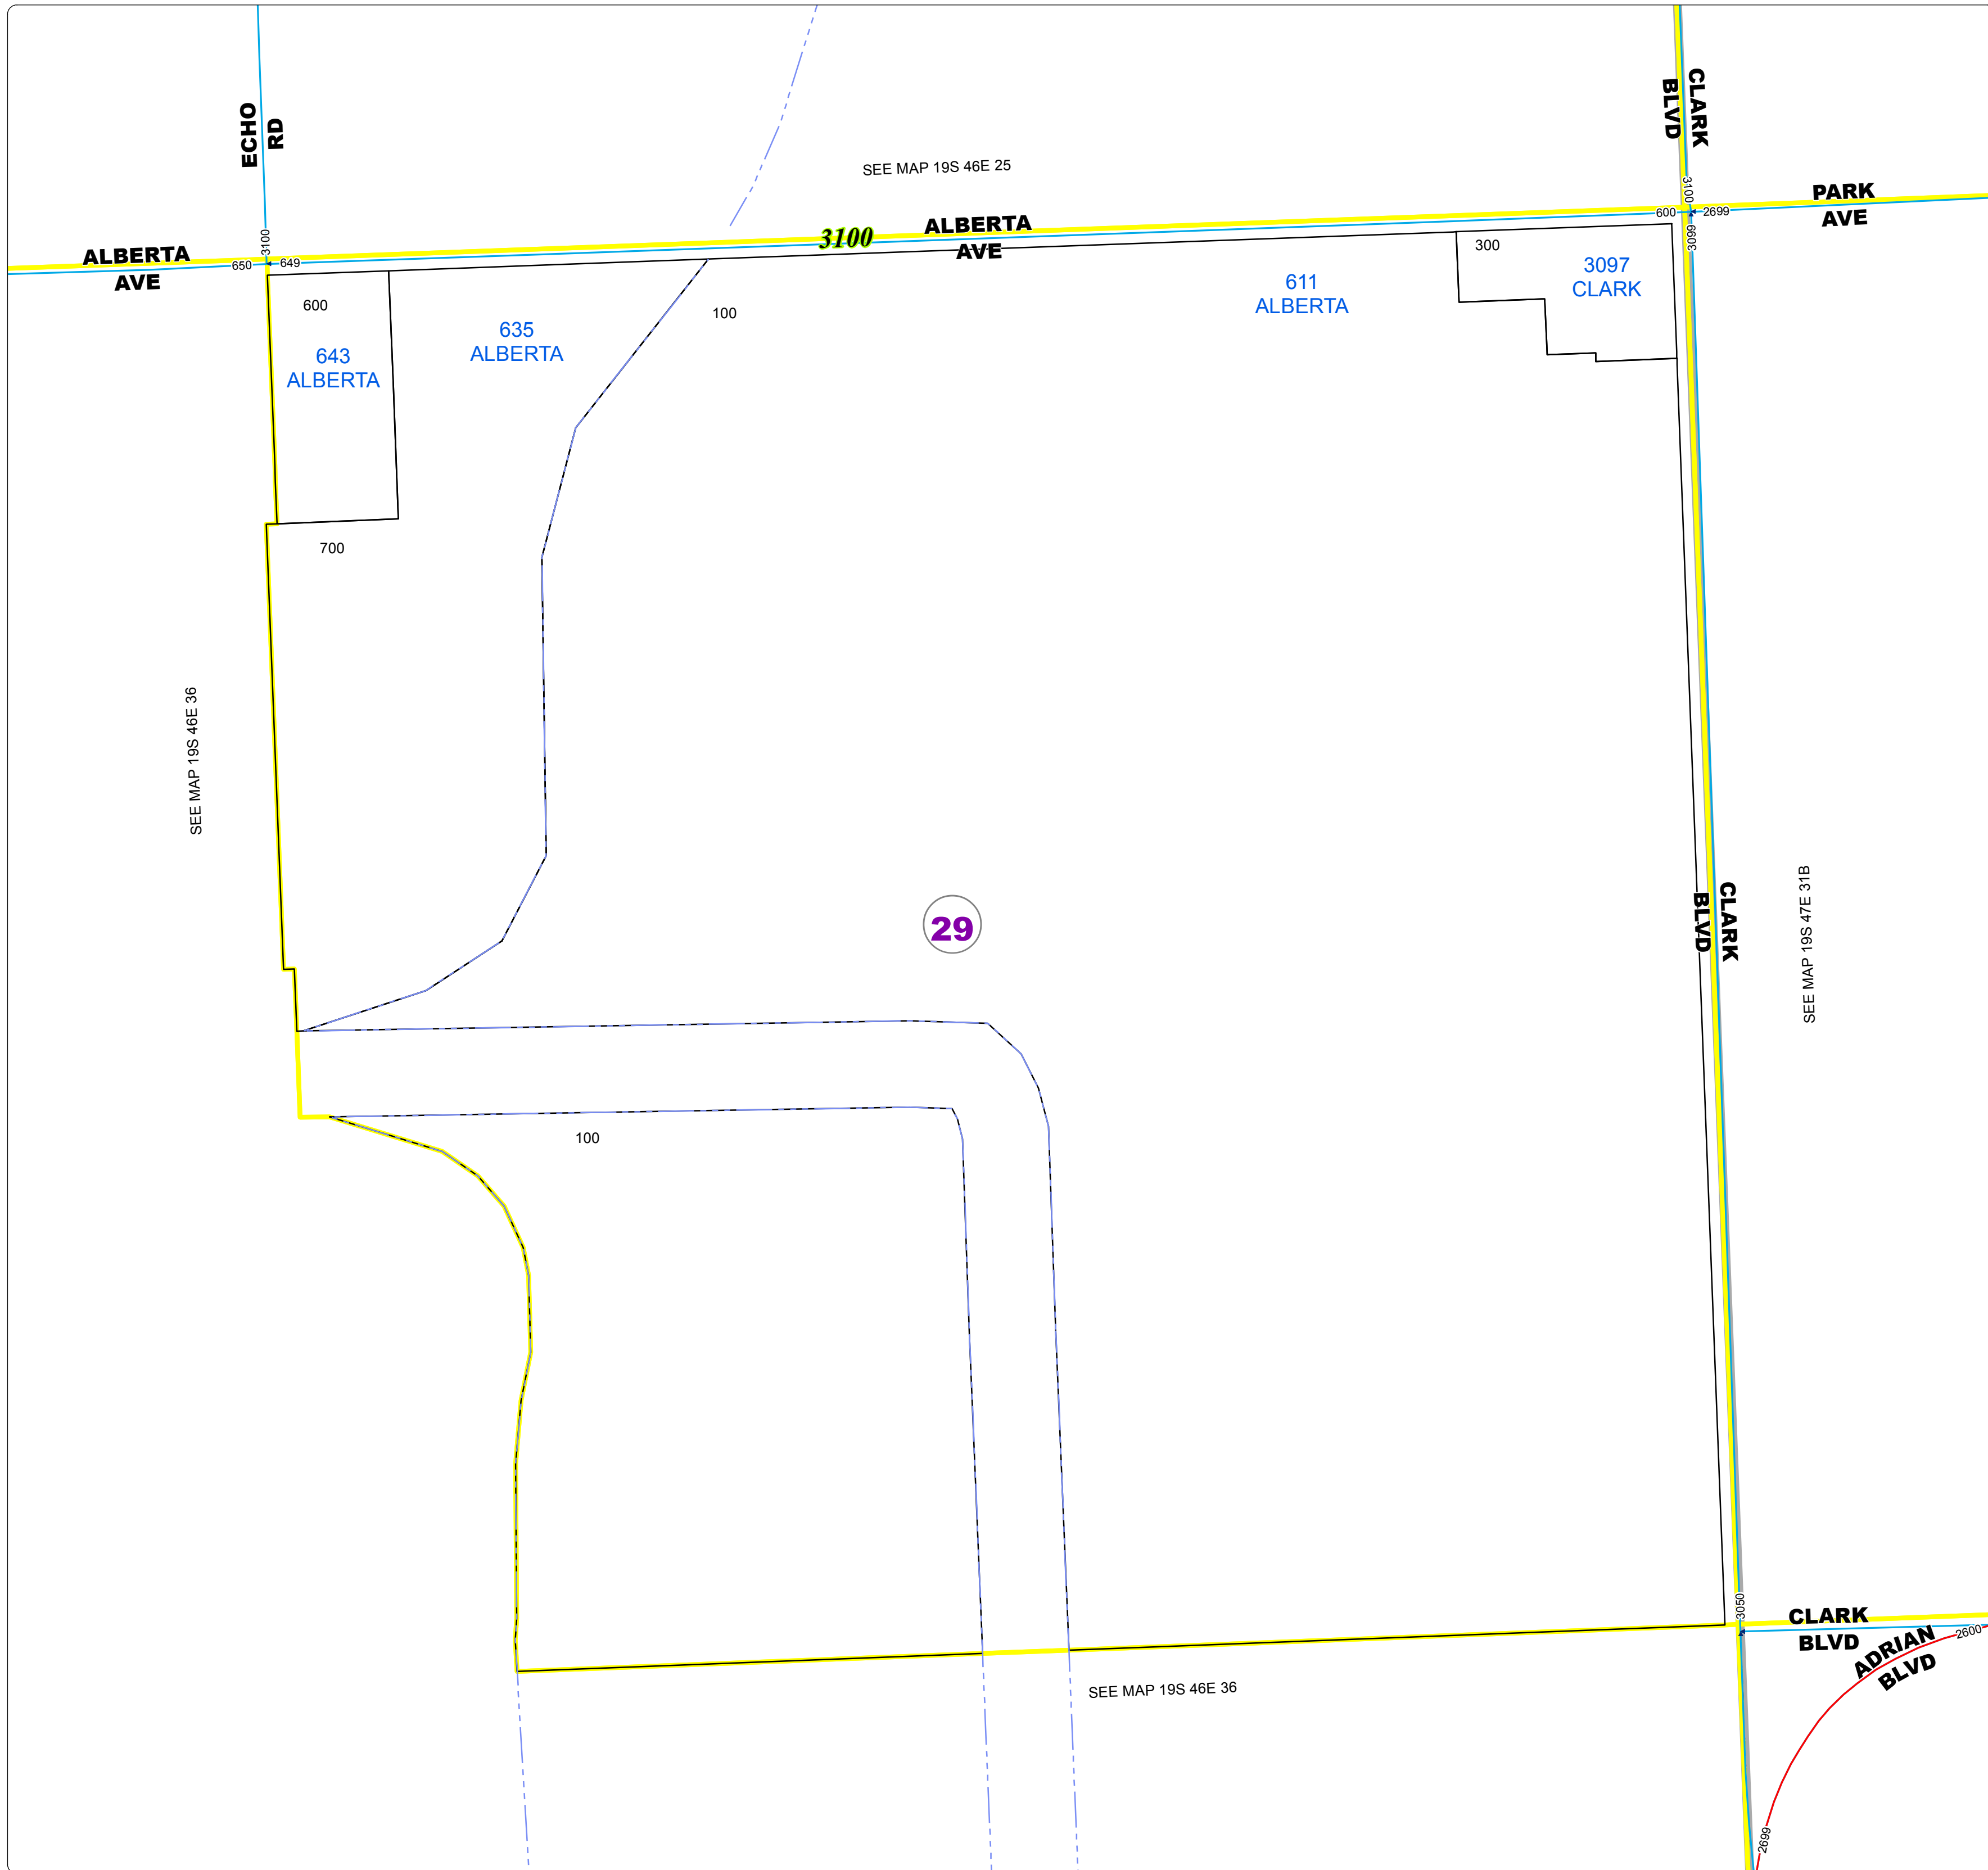 ECHO
RD
CLARK
BLVD
SEE MAP 19S 46E 25
3100
PARK
AVE
600
2699
3099
ALBERTA
AVE
3100
ALBERTA
AVE
3100
650
649
300
3097
CLARK
611
ALBERTA
600
100
635
ALBERTA
643
ALBERTA
700
SEE MAP 19S 46E 36
29
CLARK
BLVD
SEE MAP 19S 47E 31B
100
3050
CLARK
BLVD
ADRIAN
BLVD
2600
SEE MAP 19S 46E 36
2699